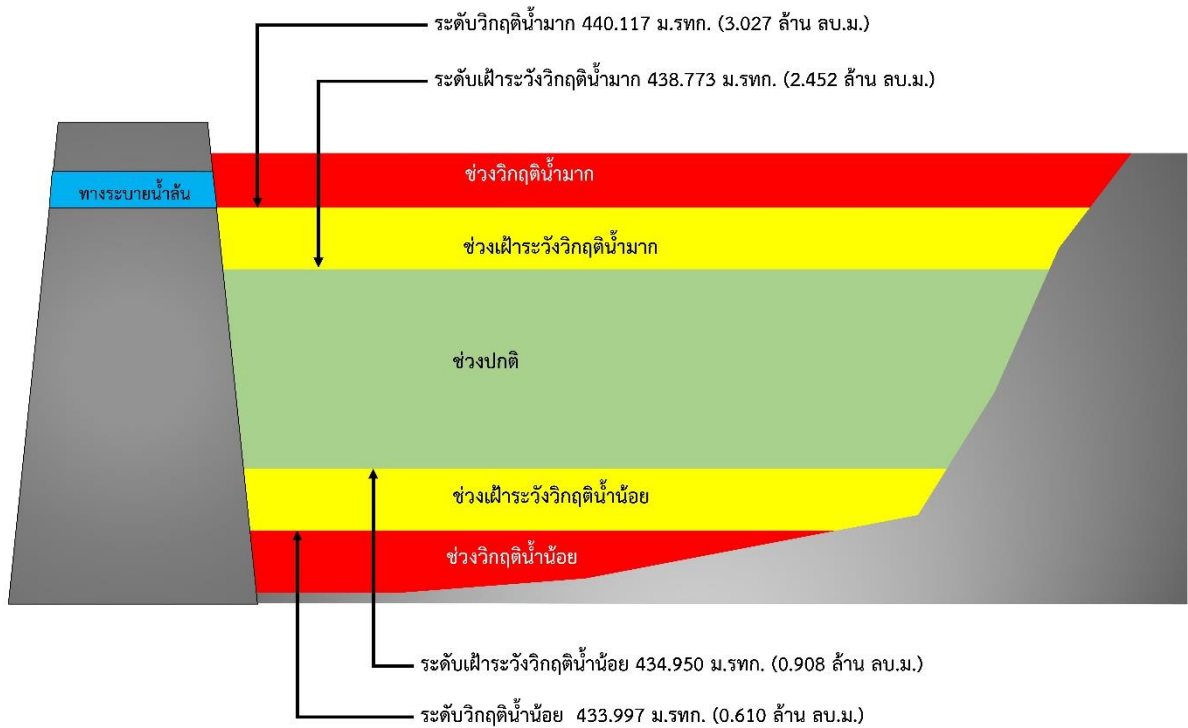 ระดับวิกฤติน้ำมาก 440.117 ม.รทก. (3.027 ล้าน ลบ.ม.)
ระดับเฝ้าระวังวิกฤติน้ำมาก 438.773 ม.รทก. (2.452 ล้าน ลบ.ม.)
ช่วงวิกฤติน้ำมาก
ทางระบายน้ำล้น
ช่วงเฝ้าระวังวิกฤติน้ำมาก
ช่วงปกติ
ช่วงเฝ้าระวังวิกฤติน้ำน้อย
ช่วงวิกฤติน้ำน้อย
ระดับเฝ้าระวังวิกฤติน้ำน้อย 434.950 ม.รทก. (0.908 ล้าน ลบ.ม.)
ระดับวิกฤติน้ำน้อย 433.997 ม.รทก. (0.610 ล้าน ลบ.ม.)